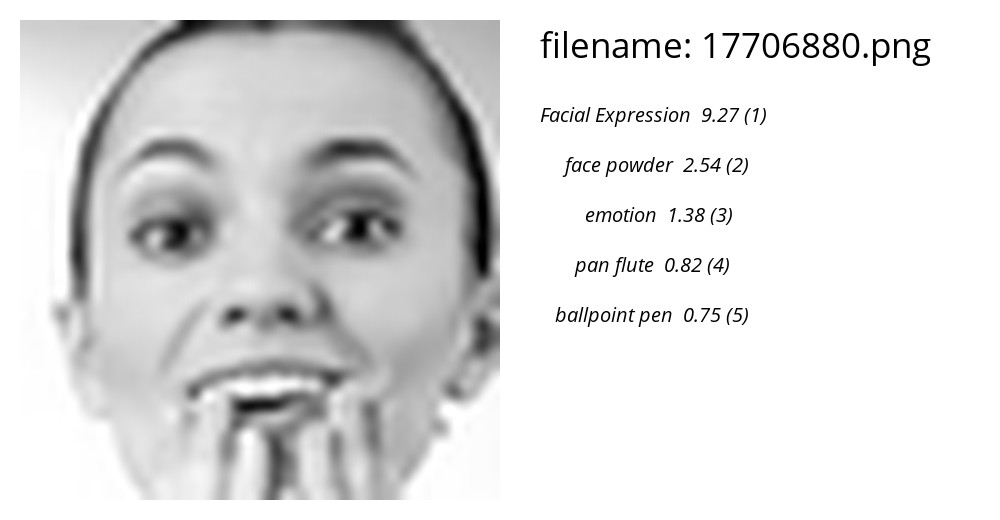 filename: 17706880.png
Facial Expression 9.27 (1)
face powder 2.54 (2)
emotion 1.38 (3)
pan flute 0.82 (4)
ballpoint pen 0.75 (5)